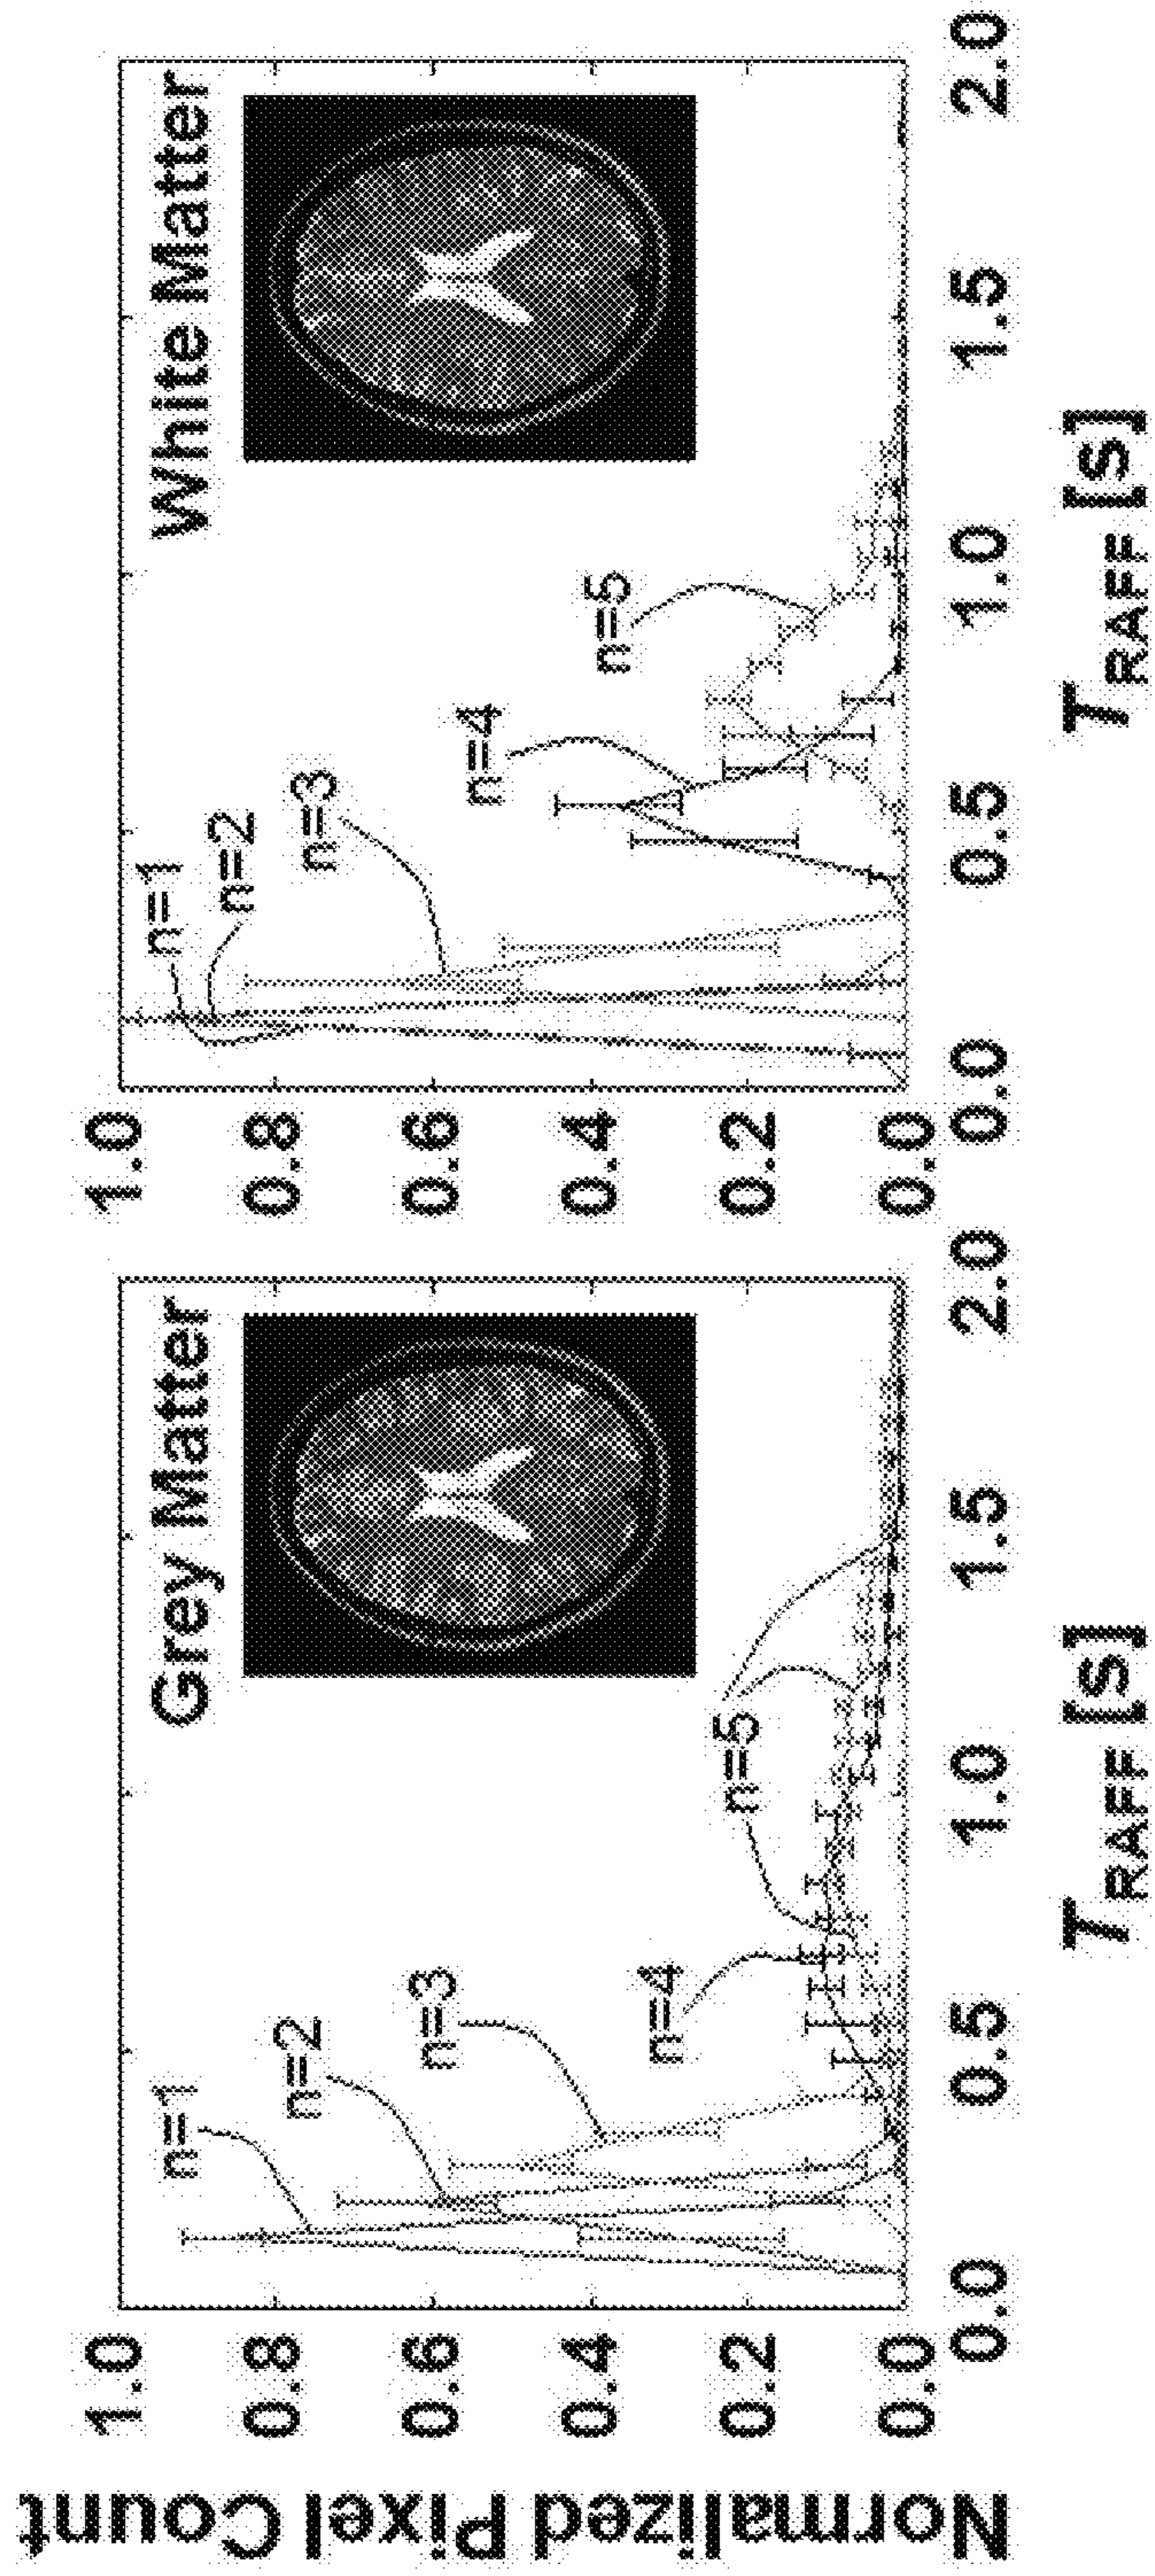 Normalized Pixel Count
Grey Matter
1.0
0.8
0.6
0.4
0.2
0.0
n=1
n=2
n=3
n=4
n=5
0.0 0.5 1.0 1.5 2.0
T RAFF [s]
White Matter
1.0
0.8
0.6
0.4
0.2
0.0
n=1
n=2
n=3
n=4
n=5
0.0 0.5 1.0 1.5 2.0
T RAFF [s]